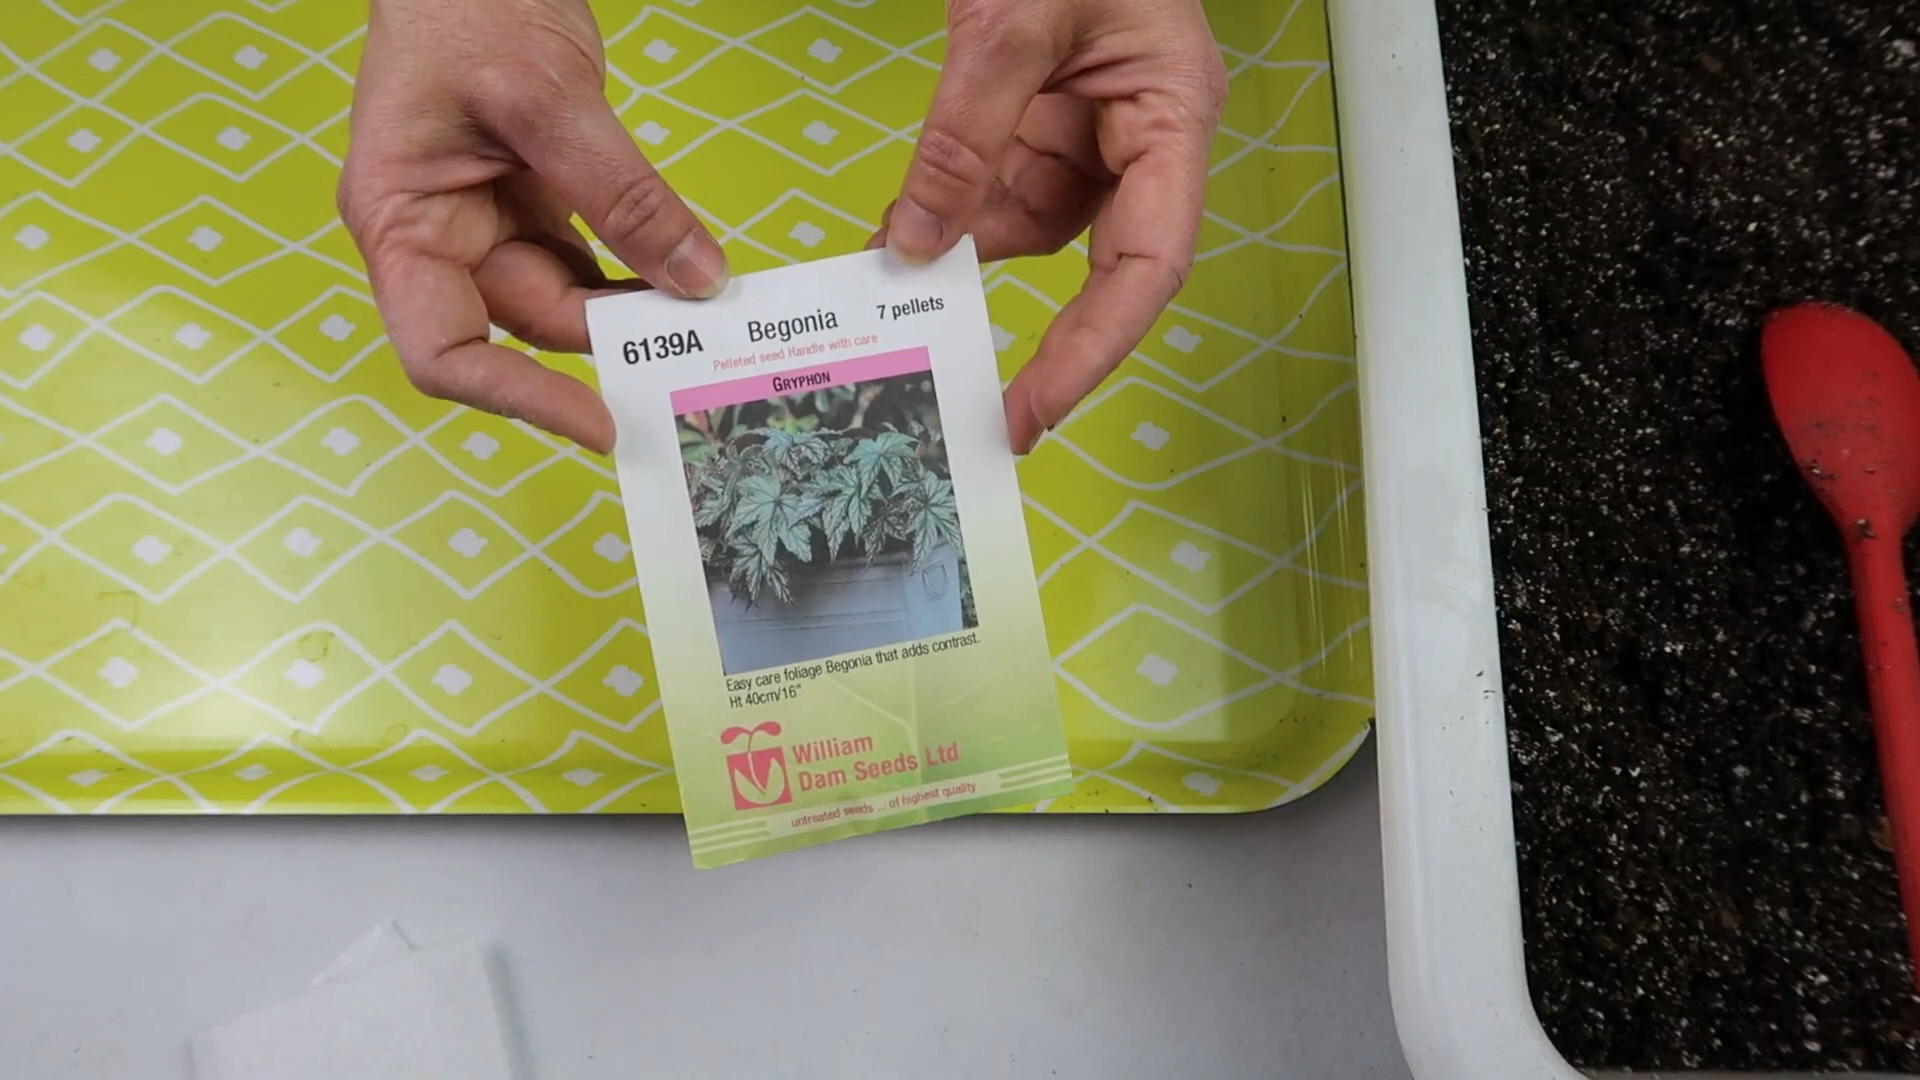 6139A Begonia 7 pellets
Pelleted seed Handle with care
GRYPHON
Easy care foliage Begonia that adds contrast.
Ht 40cm/16"
William
Dam Seeds Ltd
untreated seeds ... of highest quality